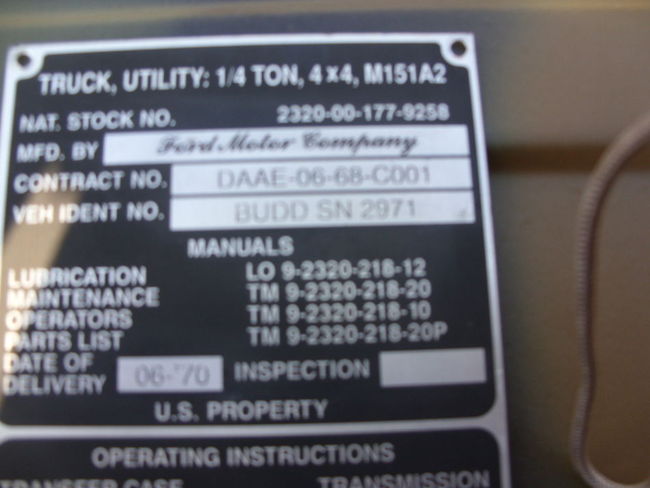 TRUCK, UTILITY: 1/4 TON, 4x4, M151A2
NAT. STOCK NO. 2320-00-177-9258
MFD. BY Ford Motor Company
CONTRACT NO. DAAE-06-68-C001
VEH IDENT NO. BUDD SN 2971
MANUALS
LUBRICATION LO 9-2320-218-12
MAINTENANCE TM 9-2320-218-20
OPERATORS TM 9-2320-218-10
PARTS LIST TM 9-2320-218-20P
DATE OF
DELIVERY 06-'70 INSPECTION
U.S. PROPERTY
OPERATING INSTRUCTIONS
TRANSFER CASE TRANSMISSION